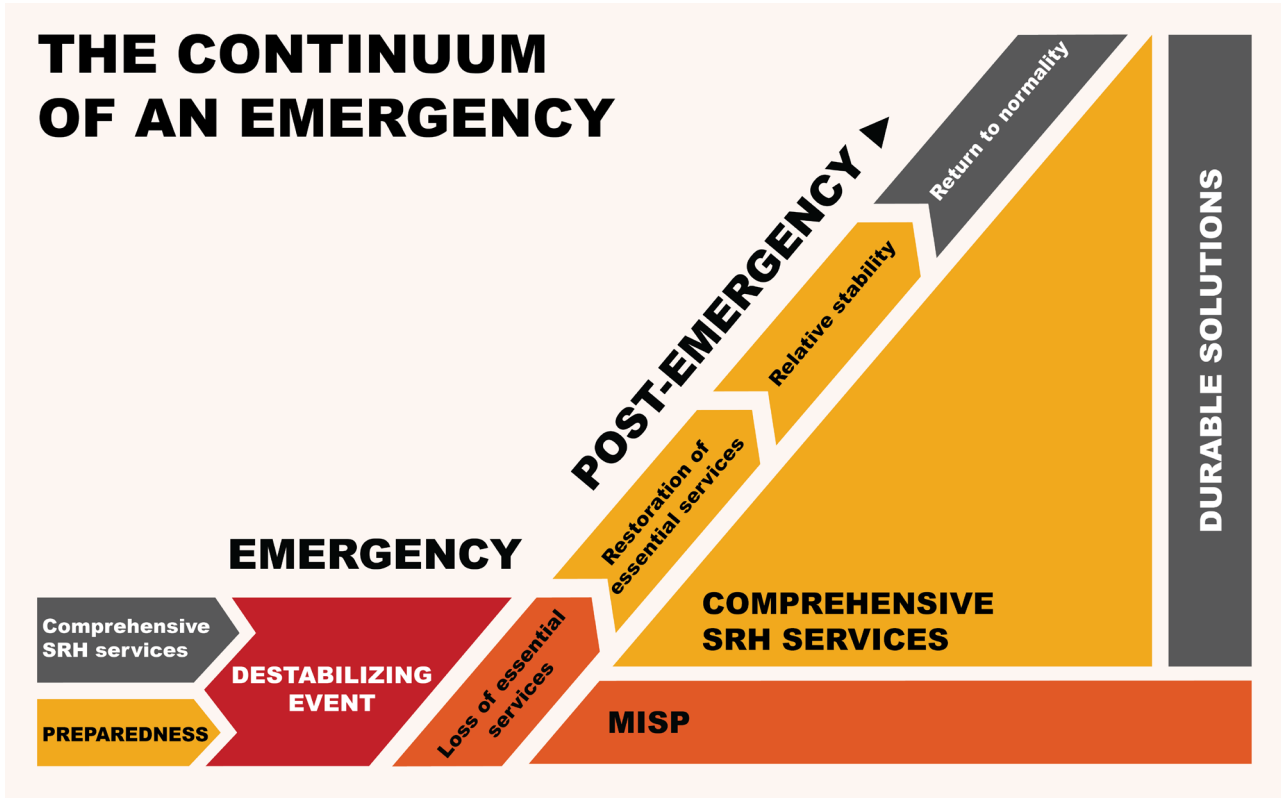 THE CONTINUUM
OF AN EMERGENCY
EMERGENCY
POST-EMERGENCY
Comprehensive
SRH services
PREPAREDNESS
DESTABILIZING
EVENT
Loss of essential
services
Restoration of
essential services
Relative stability
Return to normality
COMPREHENSIVE
SRH SERVICES
MISP
DURABLE SOLUTIONS